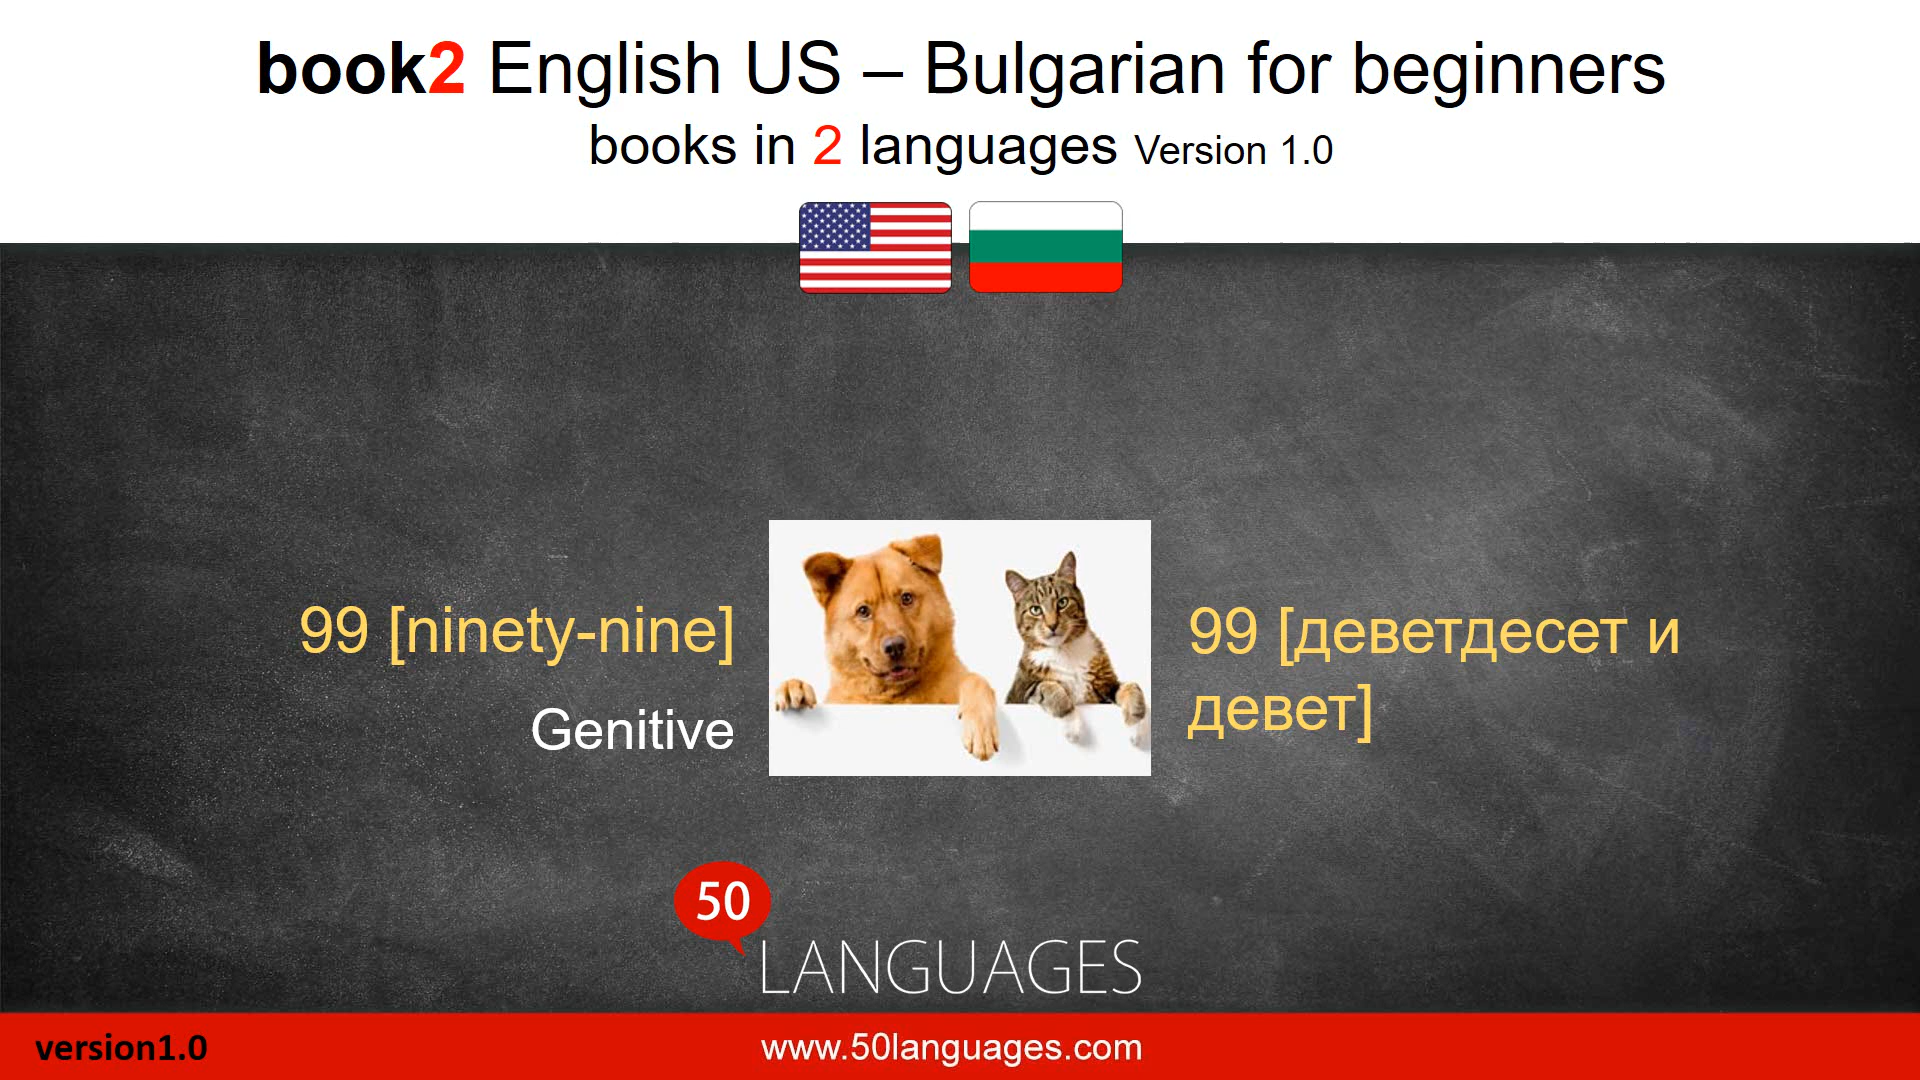 book2 English US – Bulgarian for beginners
books in 2 languages Version 1.0
99 [ninety-nine]
Genitive
99 [деветдесет и
девет]
50
LANGUAGES
version1.0
www.50languages.com